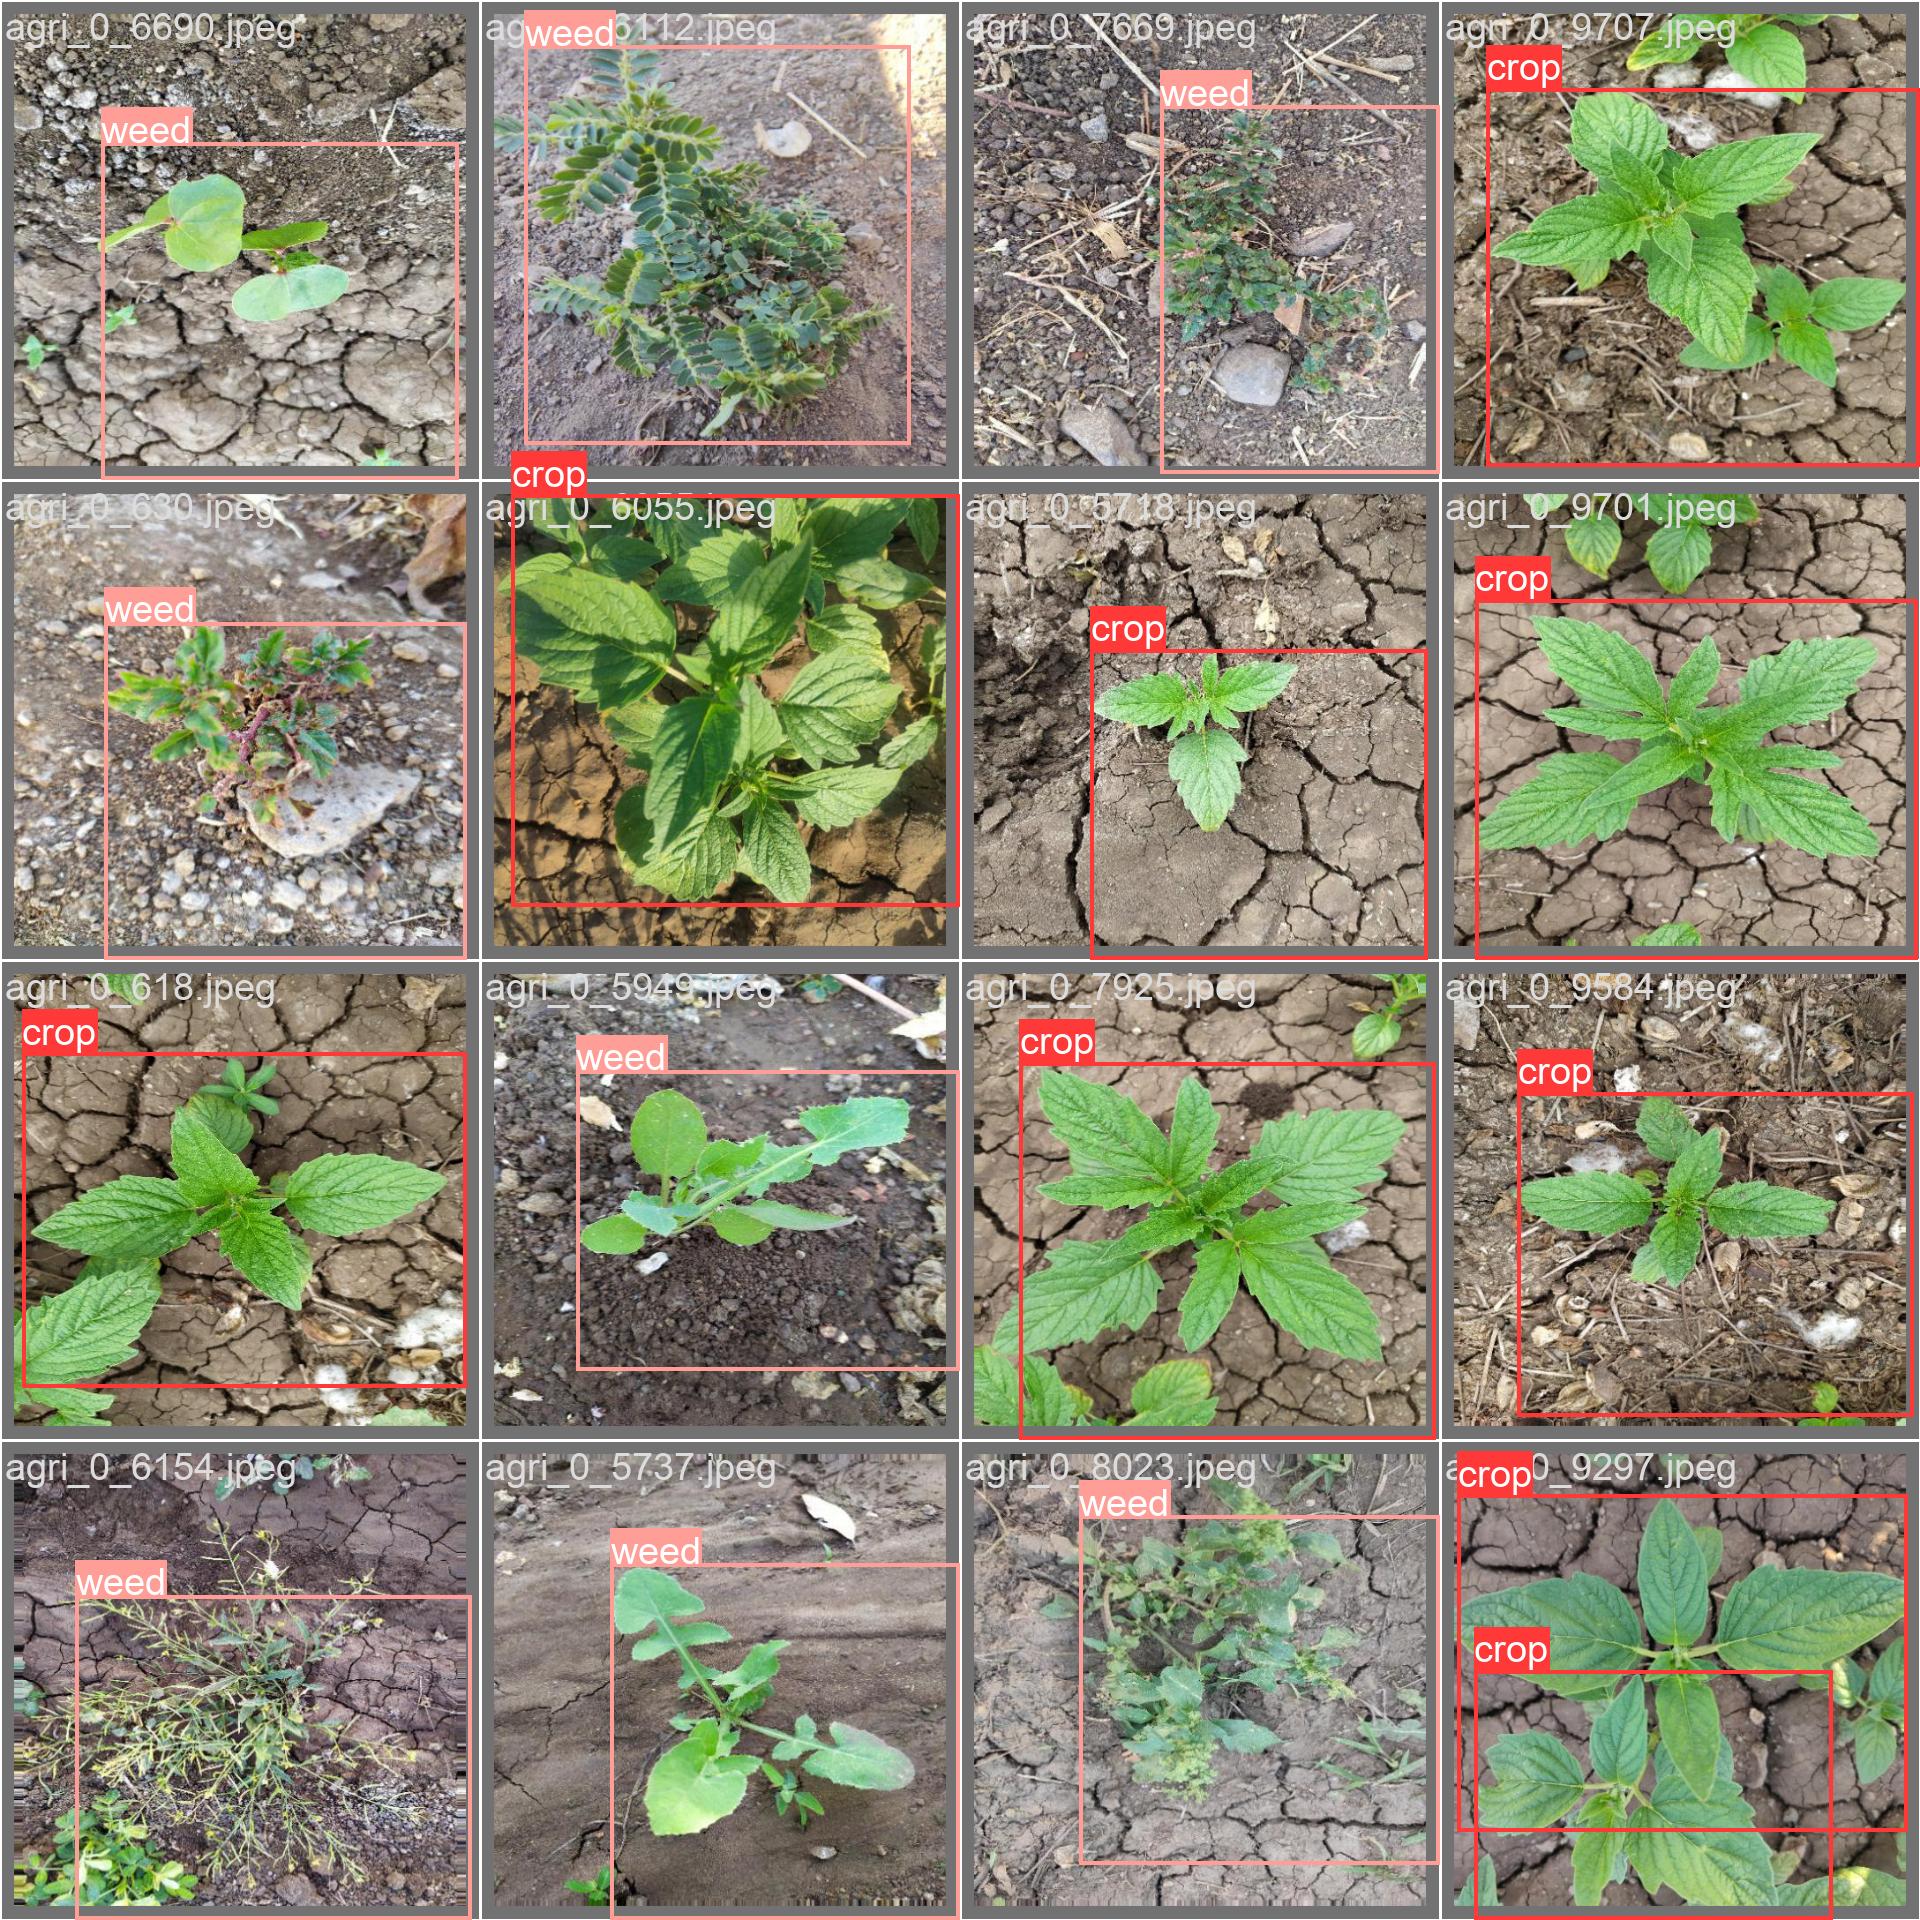 agri_0_6690.jpeg
weed
weed
agri_0_7669.jpeg
weed
agri_0_9707.jpeg
crop
agri_0_630.jpeg
weed
crop
agri_0_6055.jpeg
agri_0_5718.jpeg
crop
agri_0_9701.jpeg
crop
agri_0_618.jpeg
crop
agri_0_5949.jpeg
weed
agri_0_7925.jpeg
crop
agri_0_9584.jpeg
crop
agri_0_6154.jpeg
weed
agri_0_5737.jpeg
weed
agri_0_8023.jpeg
weed
crop
crop